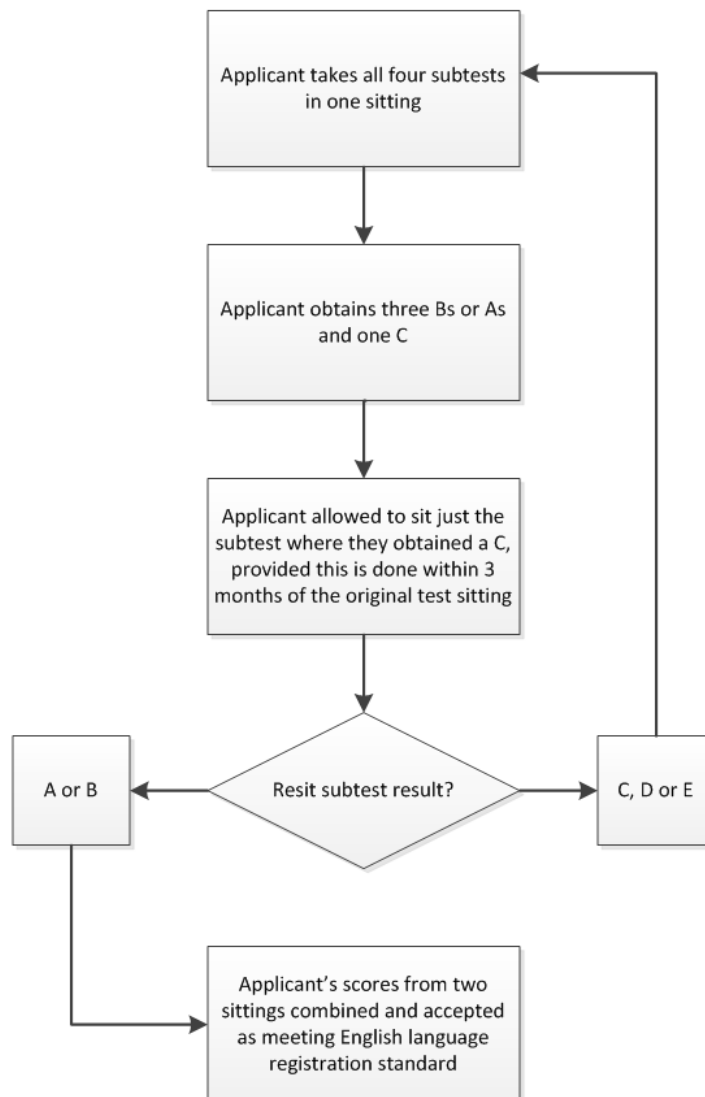 Applicant takes all four subtests
in one sitting
Applicant obtains three Bs or As
and one C
Applicant allowed to sit just the
subtest where they obtained a C,
provided this is done within 3
months of the original test sitting
Resit subtest result?
A or B
C, D or E
Applicant’s scores from two
sittings combined and accepted
as meeting English language
registration standard